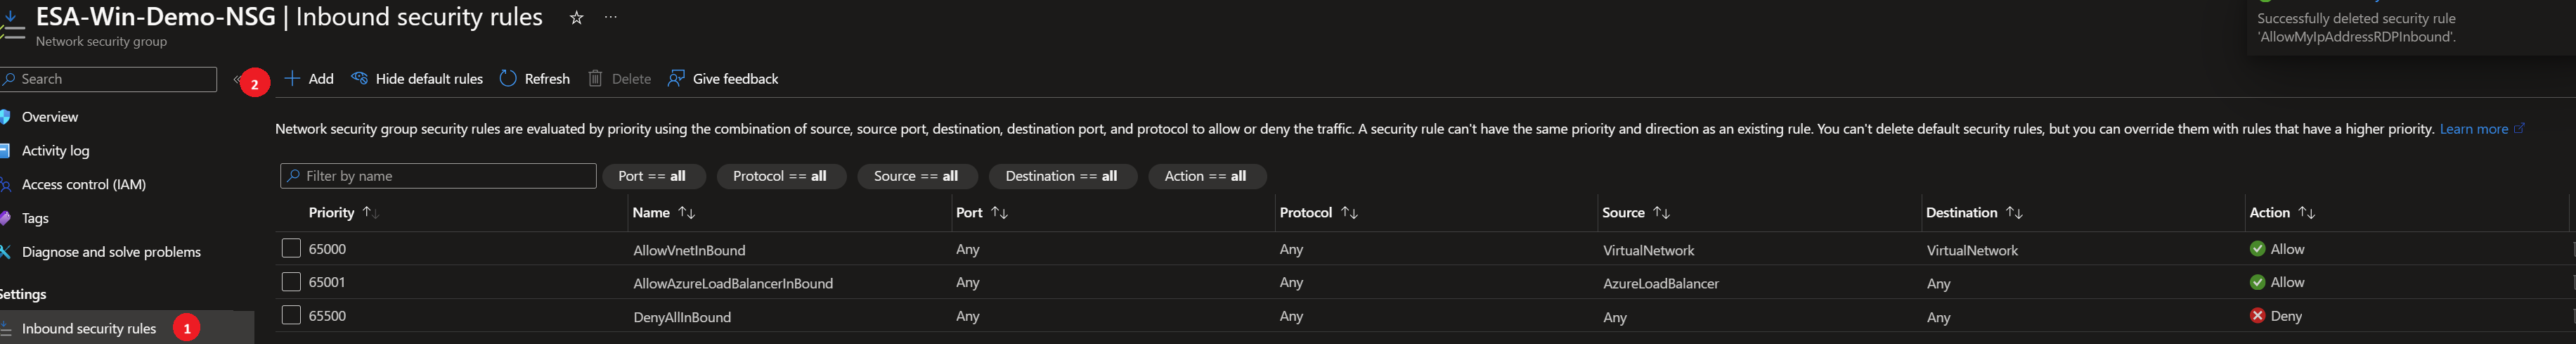 ESA-Win-Demo-NSG | Inbound security rules
Network security group
Successfully deleted security rule
'AllowMyIpAddressRDPInbound'.
Search
2
Add Hide default rules Refresh Delete Give feedback
Overview
Activity log
Access control (IAM)
Tags
Diagnose and solve problems
Settings
Inbound security rules 1
Network security group security rules are evaluated by priority using the combination of source, source port, destination, destination port, and protocol to allow or deny the traffic. A security rule can't have the same priority and direction as an existing rule. You can't delete default security rules, but you can override them with rules that have a higher priority. Learn more
Filter by name Port == all Protocol == all Source == all Destination == all Action == all
Priority Name Port Protocol Source Destination Action
65000 AllowVnetInBound Any Any VirtualNetwork VirtualNetwork Allow
65001 AllowAzureLoadBalancerInBound Any Any AzureLoadBalancer Any Allow
65500 DenyAllInBound Any Any Any Any Deny